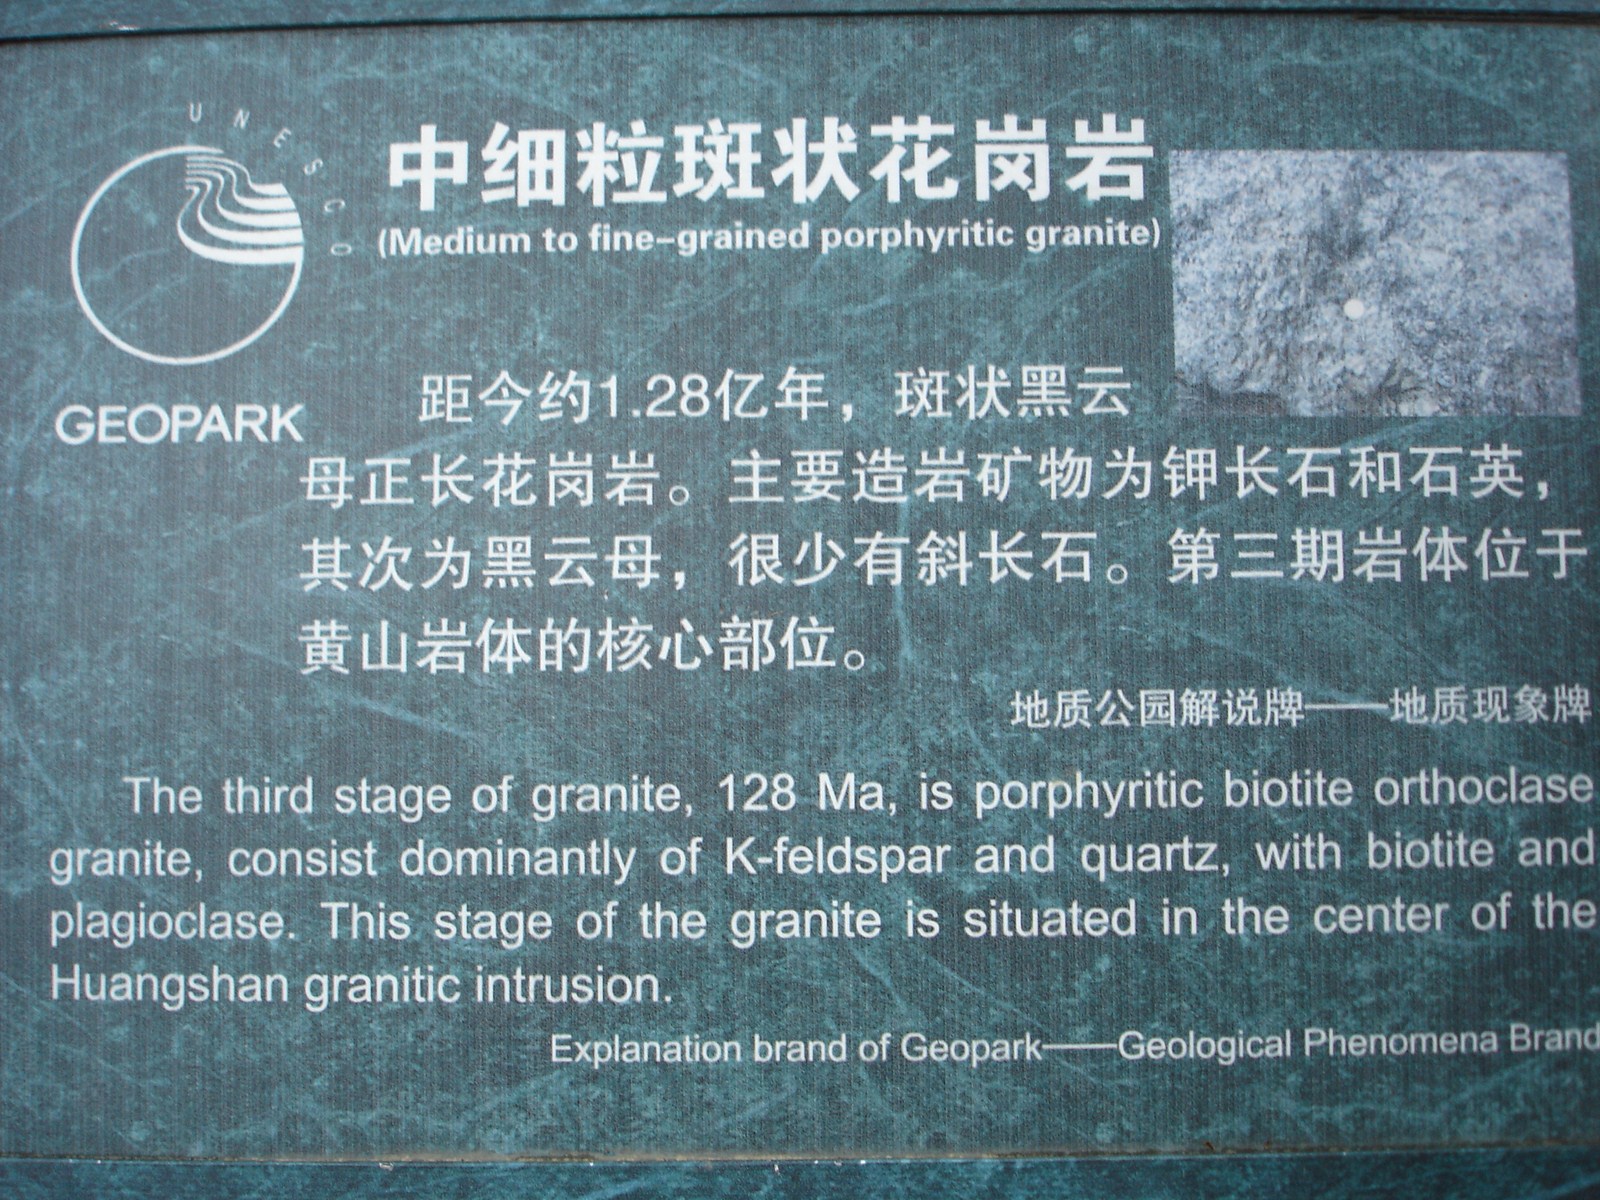 UNESCO
GEOPARK
中细粒斑状花岗岩
(Medium to fine-grained porphyritic granite)
距今约1.28亿年，斑状黑云
母正长花岗岩。主要造岩矿物为钾长石和石英，
其次为黑云母，很少有斜长石。第三期岩体位于
黄山岩体的核心部位。
地质公园解说牌——地质现象牌
The third stage of granite, 128 Ma, is porphyritic biotite orthoclase
granite, consist dominantly of K-feldspar and quartz, with biotite and
plagioclase. This stage of the granite is situated in the center of the
Huangshan granitic intrusion.
Explanation brand of Geopark——Geological Phenomena Brand